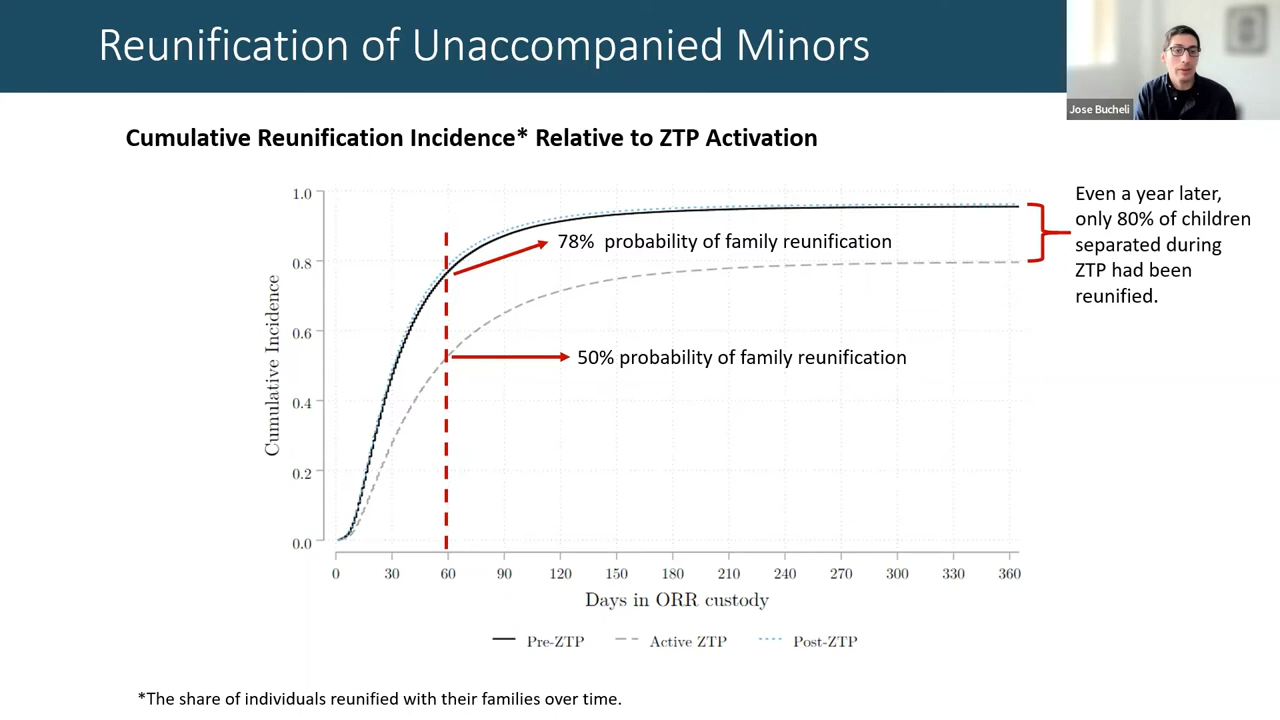 Reunification of Unaccompanied Minors
Jose Bucheli
Cumulative Reunification Incidence* Relative to ZTP Activation
Even a year later,
only 80% of children
separated during
ZTP had been
reunified.
78% probability of family reunification
50% probability of family reunification
Cumulative Incidence
1.0
0.8
0.6
0.4
0.2
0.0
0 30 60 90 120 150 180 210 240 270 300 330 360
Days in ORR custody
Pre-ZTP Active ZTP Post-ZTP
*The share of individuals reunified with their families over time.